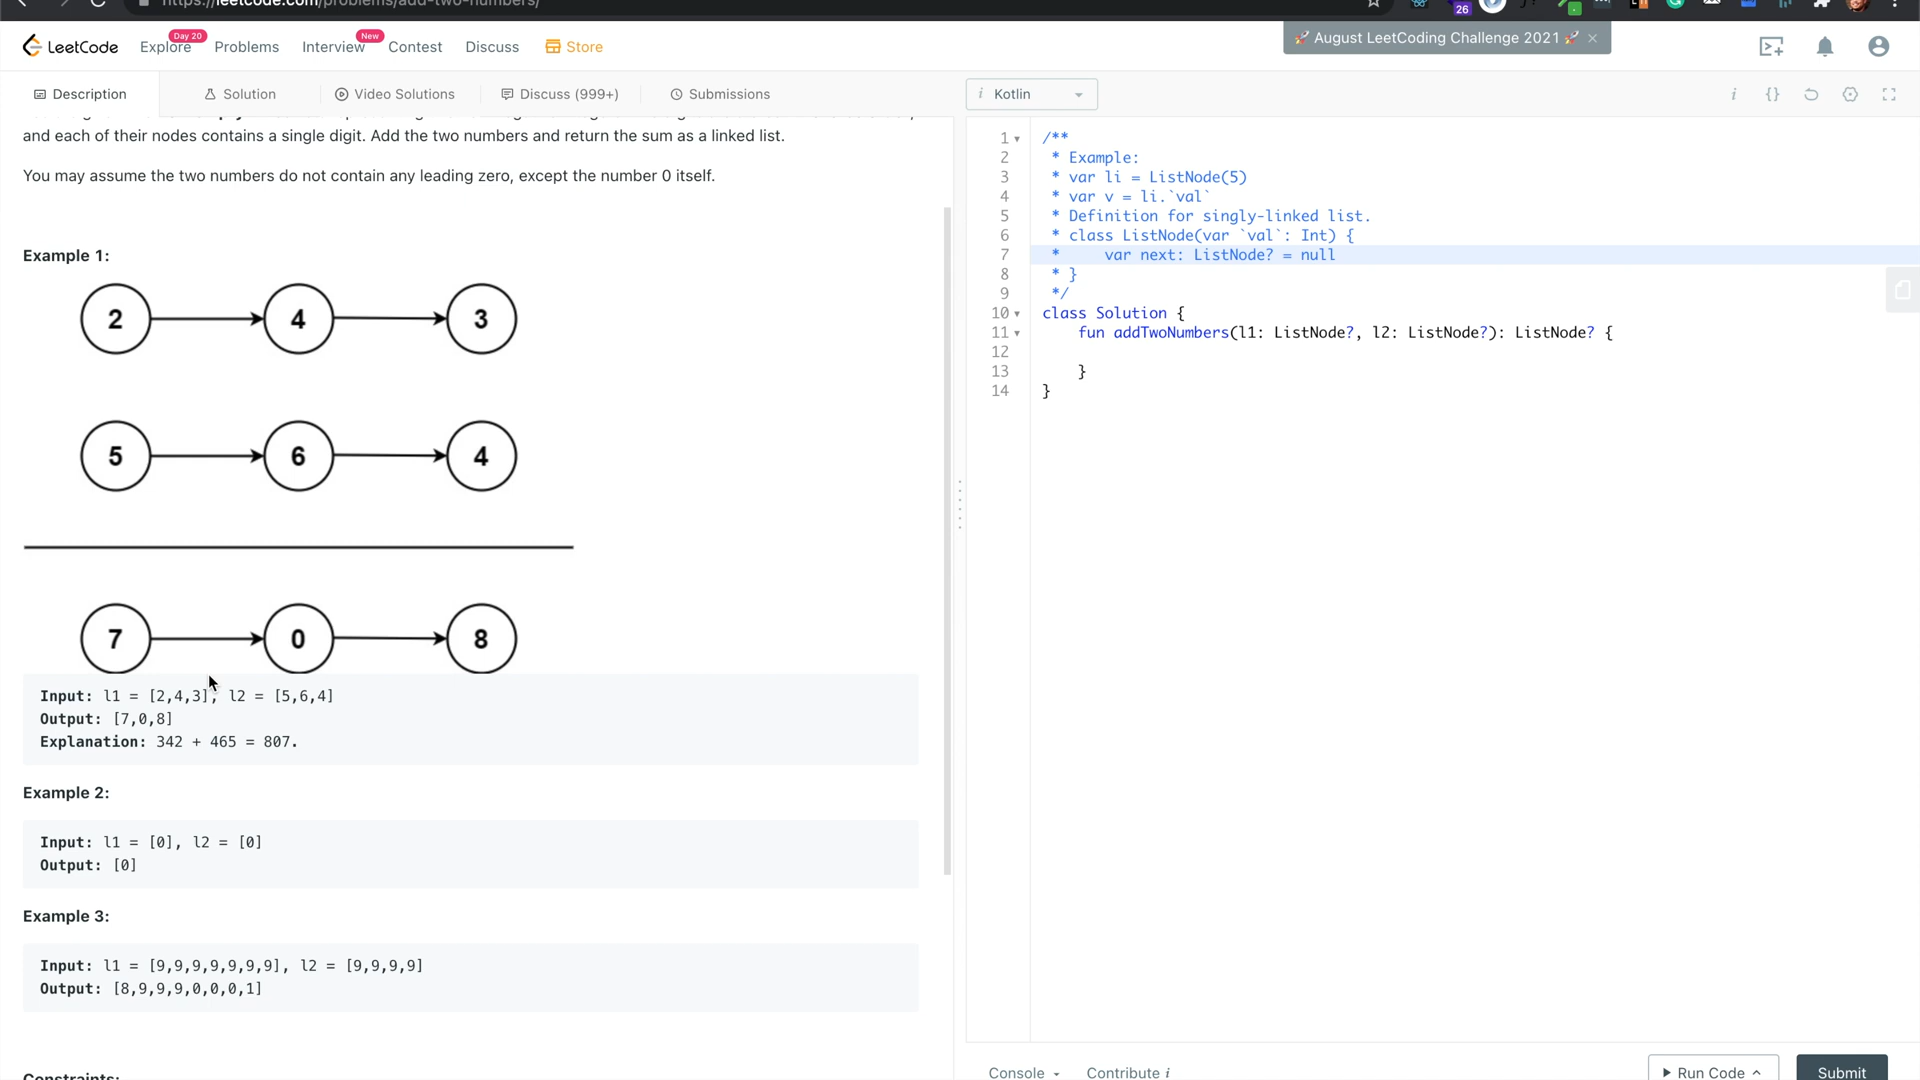 https://leetcode.com/problems/add-two-numbers/
26
LeetCode
Explore
Day 20
Problems
Interview
New
Contest
Discuss
Store
🚀 August LeetCoding Challenge 2021 🚀 ×
Description
Solution
Video Solutions
Discuss (999+)
Submissions
i Kotlin
i {}
and each of their nodes contains a single digit. Add the two numbers and return the sum as a linked list.
You may assume the two numbers do not contain any leading zero, except the number 0 itself.
Example 1:
2 4 3
5 6 4
7 0 8
Input: l1 = [2,4,3], l2 = [5,6,4]
Output: [7,0,8]
Explanation: 342 + 465 = 807.
Example 2:
Input: l1 = [0], l2 = [0]
Output: [0]
Example 3:
Input: l1 = [9,9,9,9,9,9,9], l2 = [9,9,9,9]
Output: [8,9,9,9,0,0,0,1]
Constraints:
1 /**
2 * Example:
3 * var li = ListNode(5)
4 * var v = li.`val`
5 * Definition for singly-linked list.
6 * class ListNode(var `val`: Int) {
7 *     var next: ListNode? = null
8 * }
9 */
10 class Solution {
11     fun addTwoNumbers(l1: ListNode?, l2: ListNode?): ListNode? {
12
13     }
14 }
Console
Contribute i
Run Code
Submit